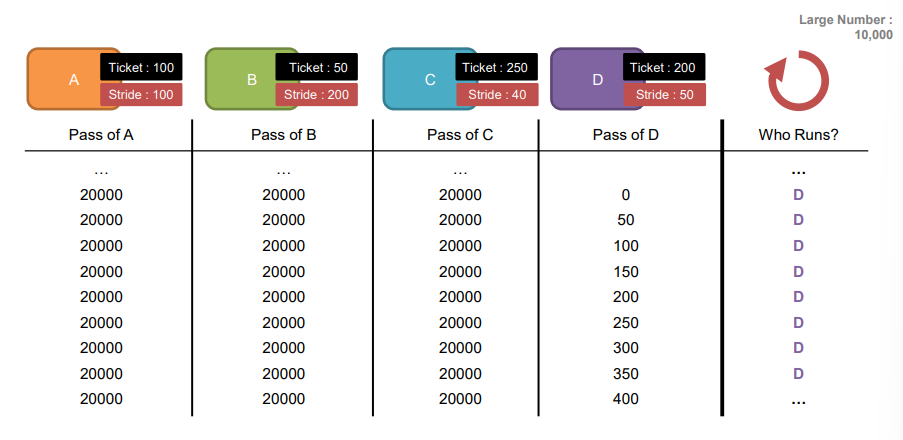 Large Number :
10,000
A Ticket : 100 B Ticket : 50 C Ticket : 250 D Ticket : 200
Stride : 100 Stride : 200 Stride : 40 Stride : 50
Pass of A Pass of B Pass of C Pass of D Who Runs?
... ... ... ...
20000 20000 20000 0 D
20000 20000 20000 50 D
20000 20000 20000 100 D
20000 20000 20000 150 D
20000 20000 20000 200 D
20000 20000 20000 250 D
20000 20000 20000 300 D
20000 20000 20000 350 D
20000 20000 20000 400 ...